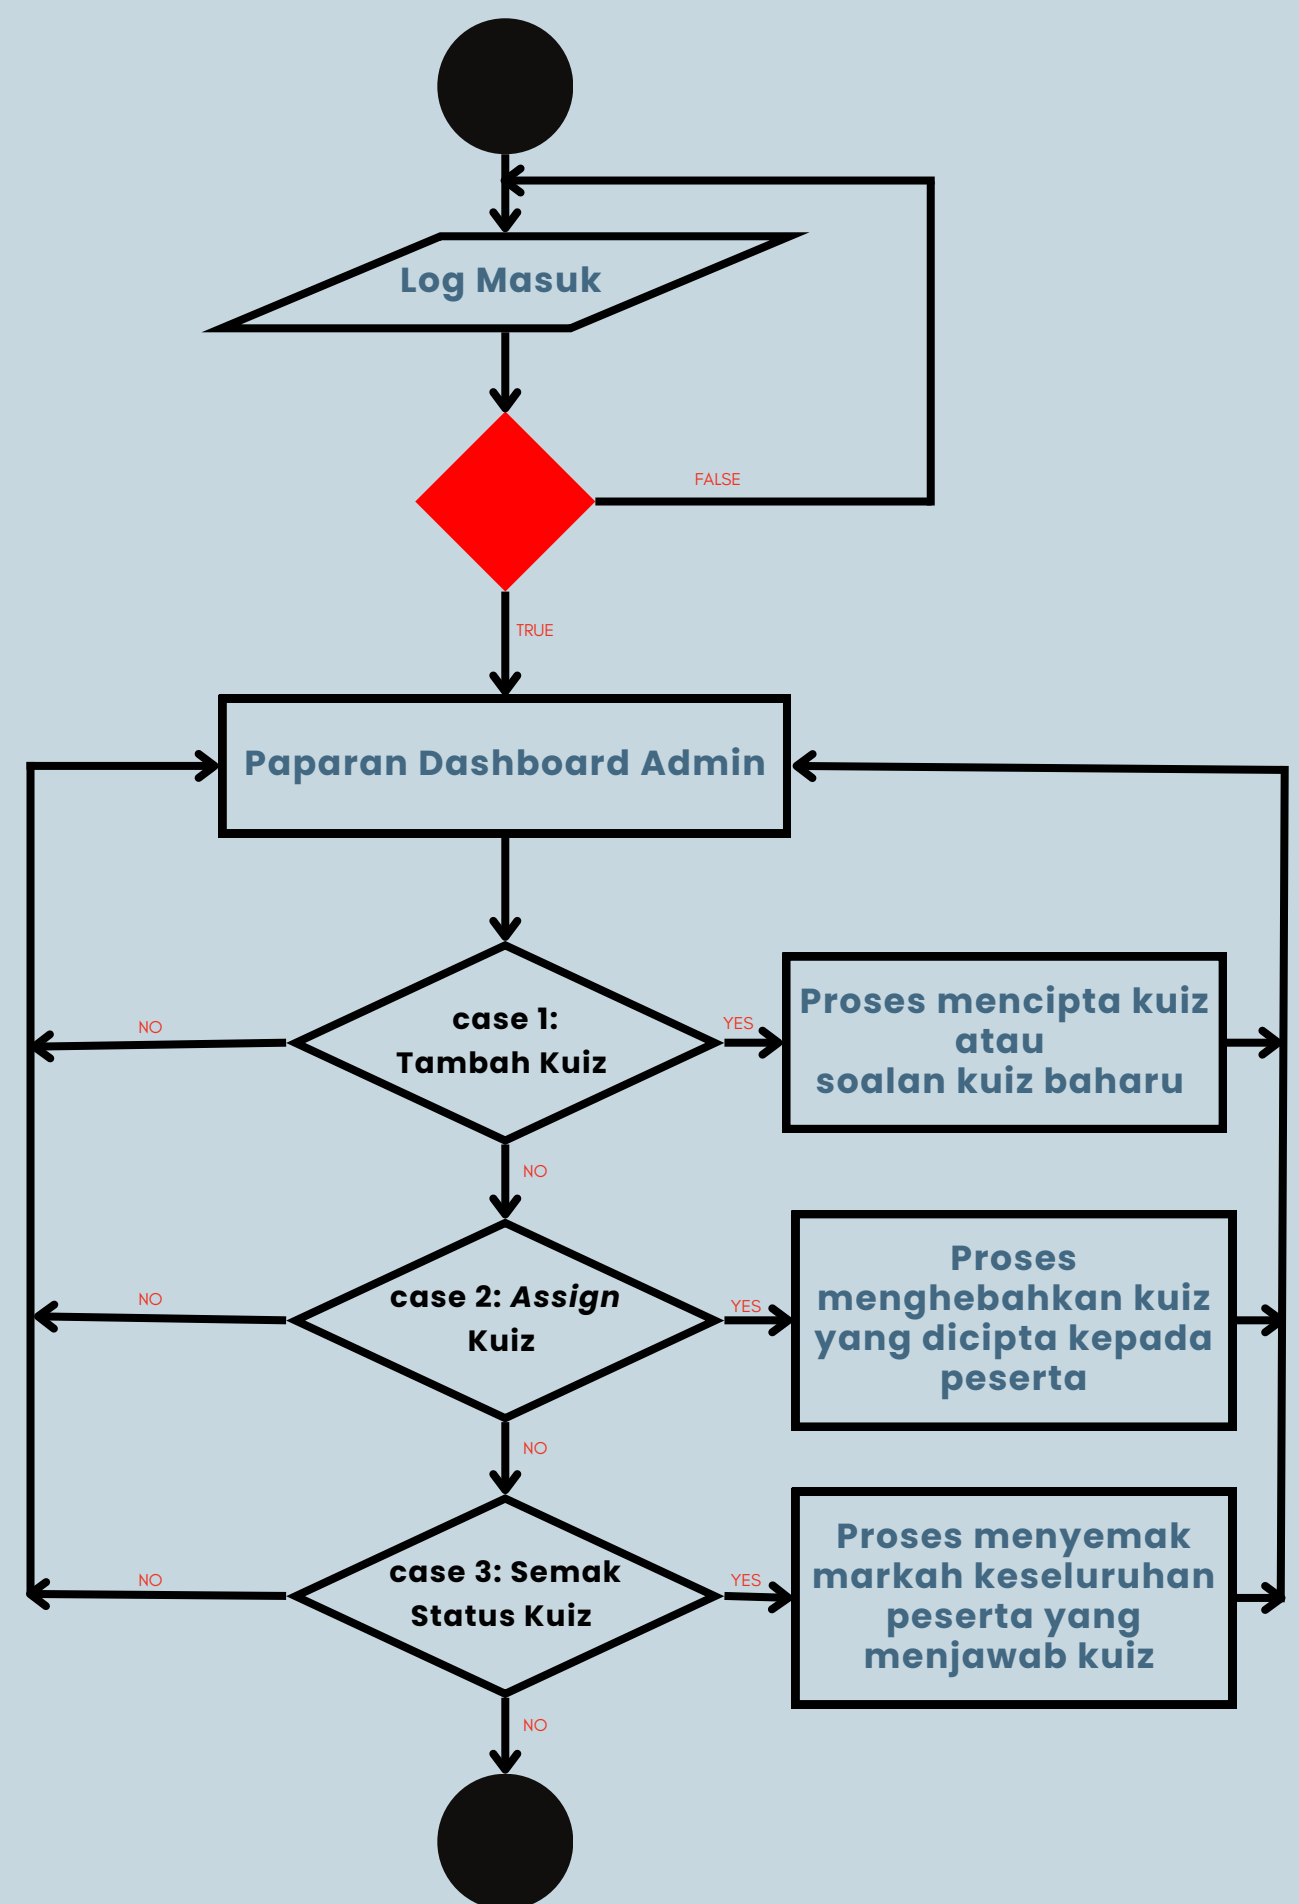 Log Masuk
FALSE
TRUE
Paparan Dashboard Admin
NO
case 1:
Tambah Kuiz
YES
Proses mencipta kuiz
atau
soalan kuiz baharu
NO
NO
case 2: Assign
Kuiz
YES
Proses
menghebahkan kuiz
yang dicipta kepada
peserta
NO
NO
case 3: Semak
Status Kuiz
YES
Proses menyemak
markah keseluruhan
peserta yang
menjawab kuiz
NO